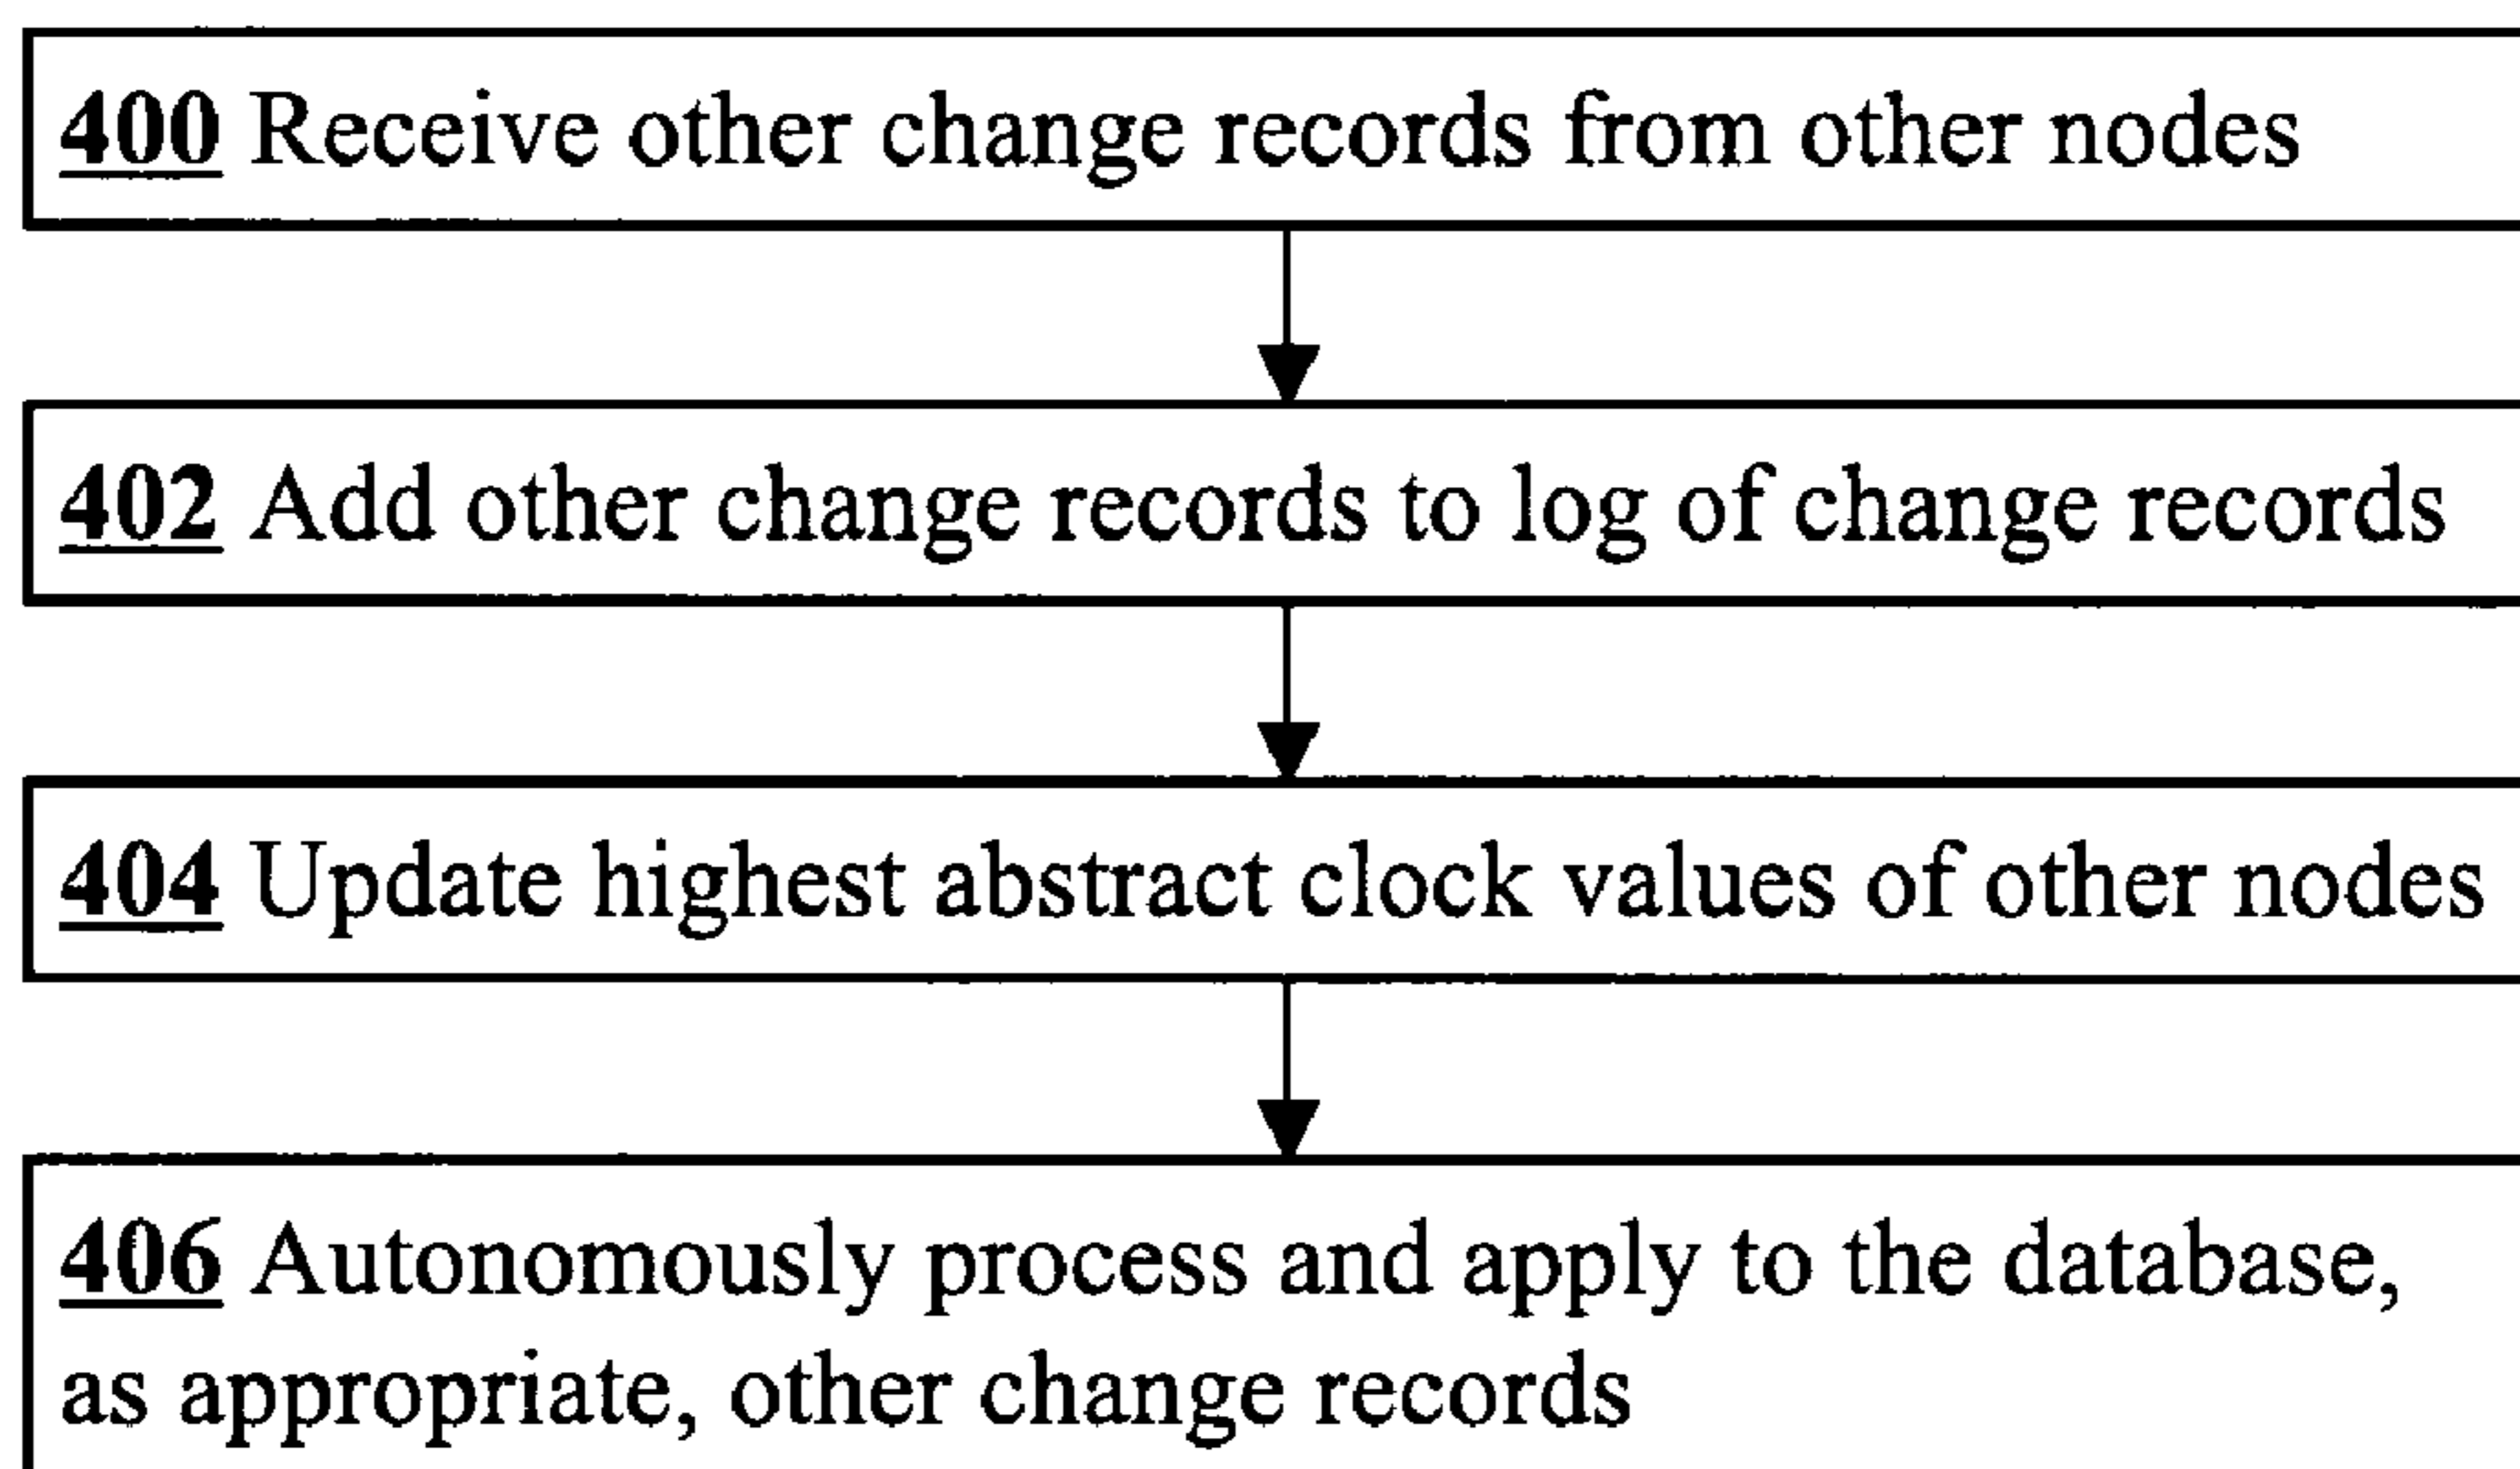 400 Receive other change records from other nodes
402 Add other change records to log of change records
404 Update highest abstract clock values of other nodes
406 Autonomously process and apply to the database,
as appropriate, other change records